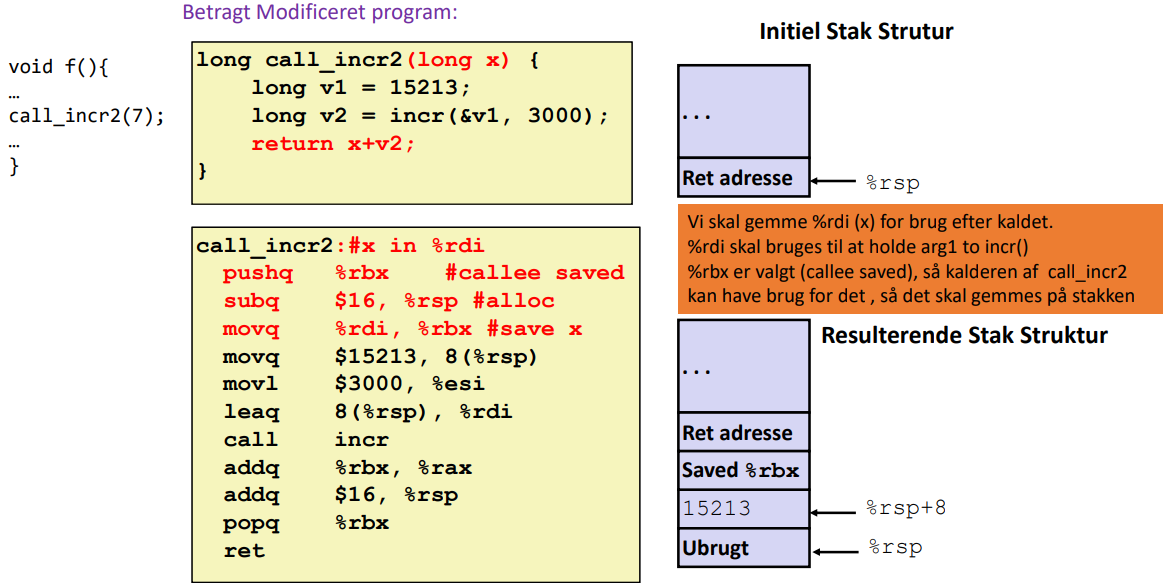 Betragt Modificeret program:
void f(){
…
call_incr2(7);
…
}
long call_incr2(long x) {
long v1 = 15213;
long v2 = incr(&v1, 3000);
return x+v2;
}
call_incr2:#x in %rdi
pushq %rbx #callee saved
subq $16, %rsp #alloc
movq %rdi, %rbx #save x
movq $15213, 8(%rsp)
movl $3000, %esi
leaq 8(%rsp), %rdi
call incr
addq %rbx, %rax
addq $16, %rsp
popq %rbx
ret
Initiel Stak Strutur
...
Ret adresse
%rsp
Vi skal gemme %rdi (x) for brug efter kaldet.
%rdi skal bruges til at holde arg1 to incr()
%rbx er valgt (callee saved), så kalderen af call_incr2
kan have brug for det , så det skal gemmes på stakken
Resulterende Stak Struktur
...
Ret adresse
Saved %rbx
15213 %rsp+8
Ubrugt %rsp